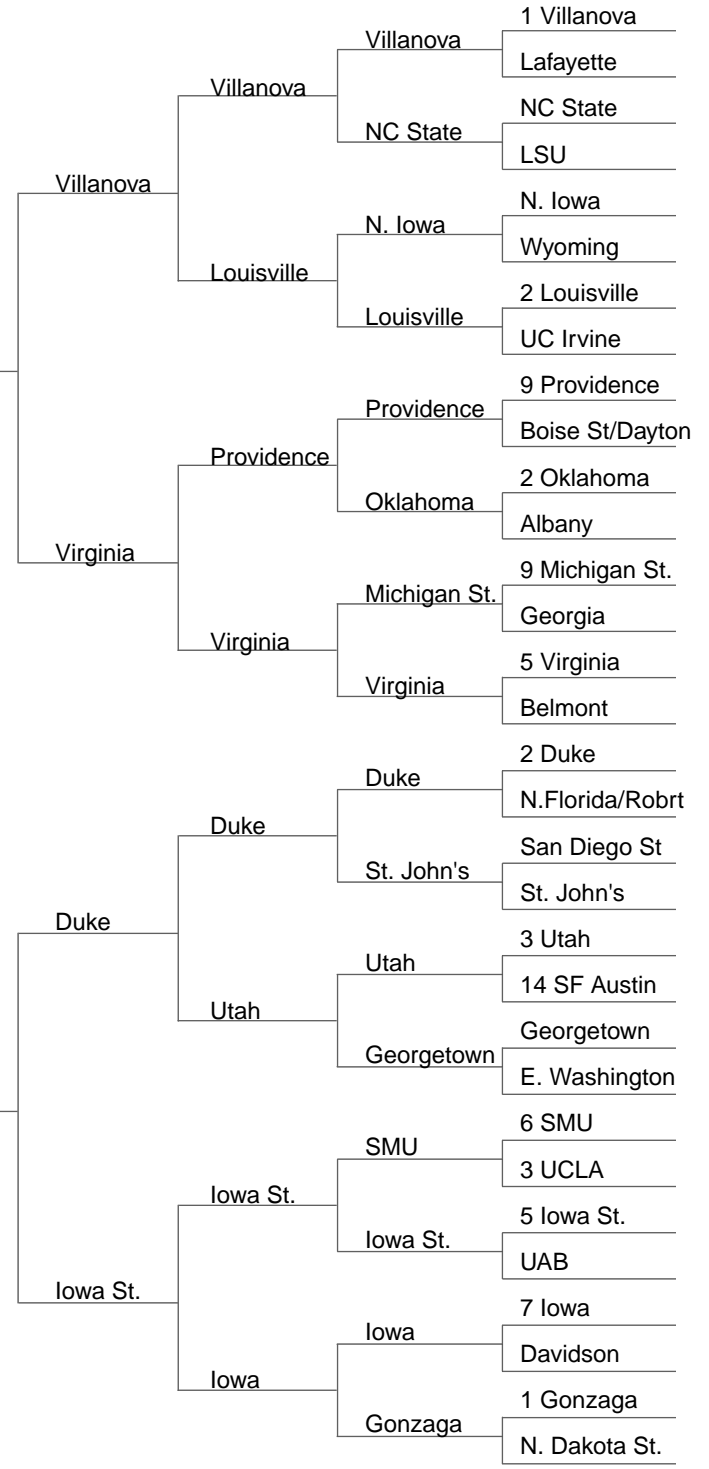 1 Villanova
Villanova
Lafayette
Villanova
NC State
NC State
LSU
Villanova
N. Iowa
N. Iowa
Wyoming
Louisville
2 Louisville
Louisville
UC Irvine
9 Providence
Providence
Boise St/Dayton
Providence
2 Oklahoma
Oklahoma
Albany
Virginia
9 Michigan St.
Michigan St.
Georgia
Virginia
5 Virginia
Virginia
Belmont
2 Duke
Duke
N.Florida/Robrt
Duke
San Diego St
St. John's
St. John's
Duke
3 Utah
Utah
14 SF Austin
Utah
Georgetown
Georgetown
E. Washington
6 SMU
SMU
3 UCLA
Iowa St.
5 Iowa St.
Iowa St.
UAB
Iowa St.
7 Iowa
Iowa
Davidson
Iowa
1 Gonzaga
Gonzaga
N. Dakota St.